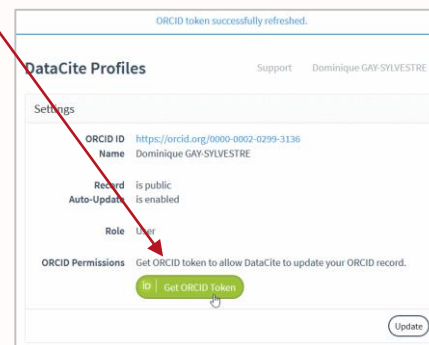 ORCID token successfully refreshed.
DataCite Profiles Support Dominique GAY-SYLVESTRE
Settings
ORCID ID https://orcid.org/0000-0002-0299-3136
Name Dominique GAY-SYLVESTRE
Record is public
Auto-Update is enabled
Role User
ORCID Permissions Get ORCID token to allow DataCite to update your ORCID record.
iD Get ORCID Token
Update